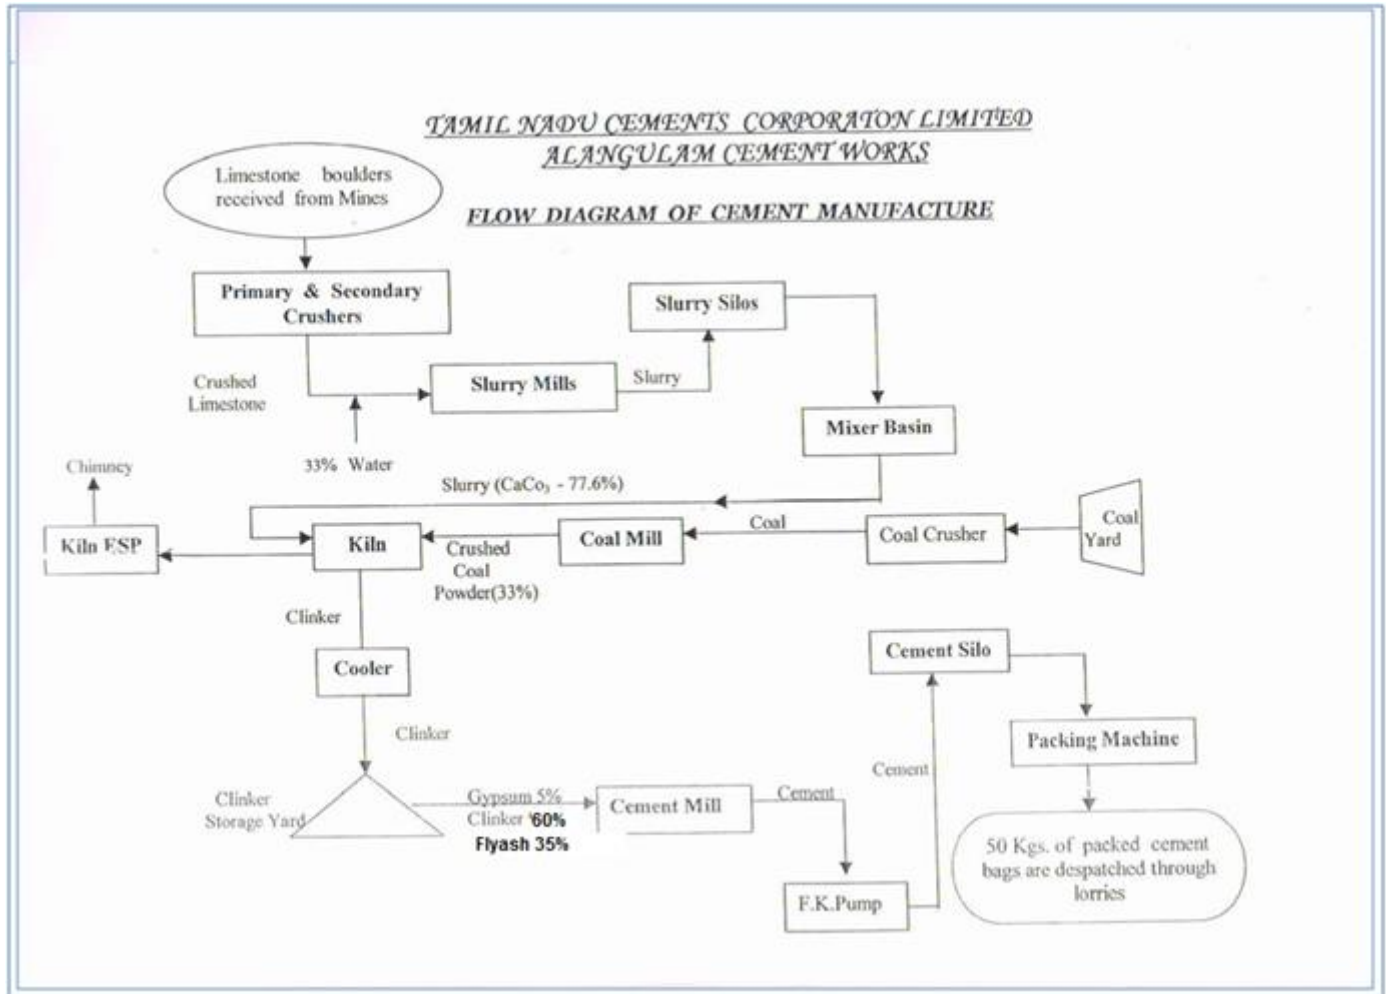 TAMIL NADU CEMENTS CORPORATON LIMITED
ALANGULAM CEMENT WORKS
FLOW DIAGRAM OF CEMENT MANUFACTURE
Limestone boulders
received from Mines
Primary & Secondary
Crushers
Crushed
Limestone
33% Water
Slurry Mills
Slurry
Slurry Silos
Mixer Basin
Slurry (CaCo₃ - 77.6%)
Chimney
Kiln ESP
Kiln
Crushed
Coal
Powder(33%)
Coal Mill
Coal
Coal Crusher
Coal
Yard
Clinker
Cooler
Clinker
Clinker
Storage Yard
Gypsum 5%
Clinker 60%
Flyash 35%
Cement Mill
Cement
F.K.Pump
Cement
Cement Silo
Packing Machine
50 Kgs. of packed cement
bags are despatched through
lorries